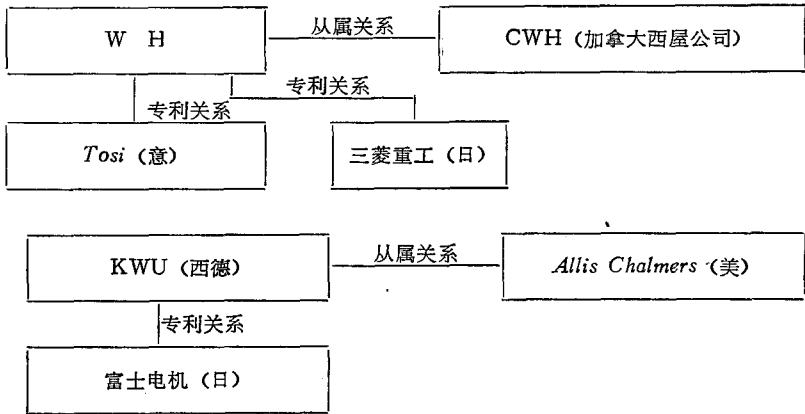 W H
从属关系
CWH（加拿大西屋公司）
专利关系
专利关系
Tosi（意）
三菱重工（日）
KWU（西德）
从属关系
Allis Chalmers（美）
专利关系
富士电机（日）